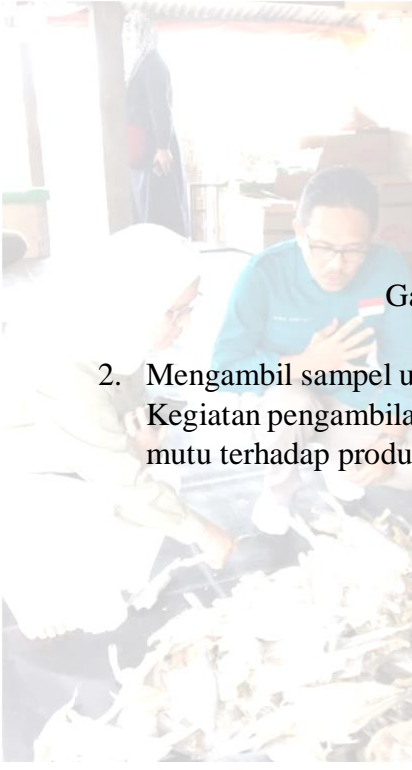 Ga
2. Mengambil sampel u
Kegiatan pengambila
mutu terhadap produ